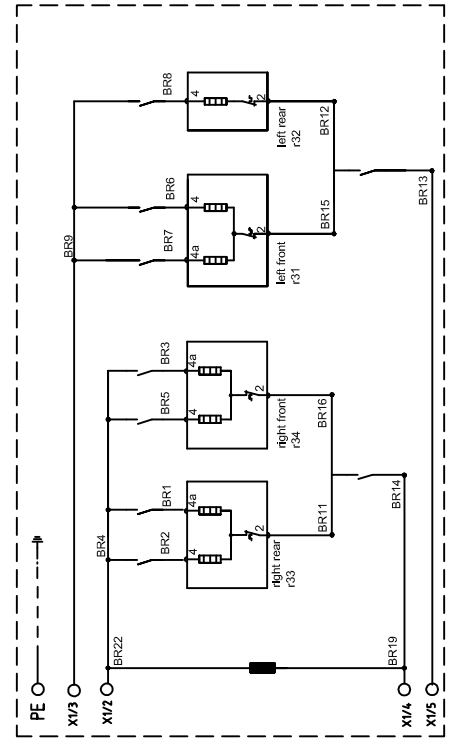 BR8
4
2
left rear
r32
BR12
BR6
4
BR9
BR7
4a
2
left front
r31
BR15
BR13
BR3
4a
BR5
4
2
right front
r34
BR16
BR1
4a
BR4
BR2
4
2
right rear
r33
BR11
BR14
BR22
BR19
PE
X1/3
X1/2
X1/4
X1/5